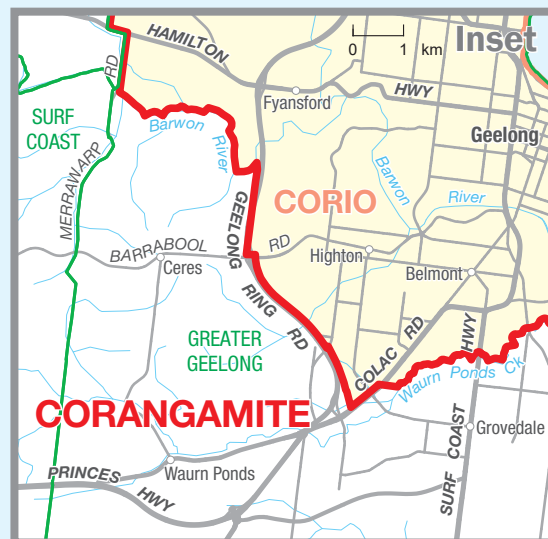 HAMILTON
HWY
0 1 km
Inset
RD
Fyansford
SURF
COAST
Barwon
River
Geelong
MERRAWARP
GEELONG
RING
RD
CORIO
Barwon
River
BARRABOOL
RD
Ceres
Highton
Belmont
GREATER
GEELONG
COLAC RD
HWY
Waurn Ponds Ck
CORANGAMITE
SURF COAST
Grovedale
PRINCES
HWY
Waurn Ponds